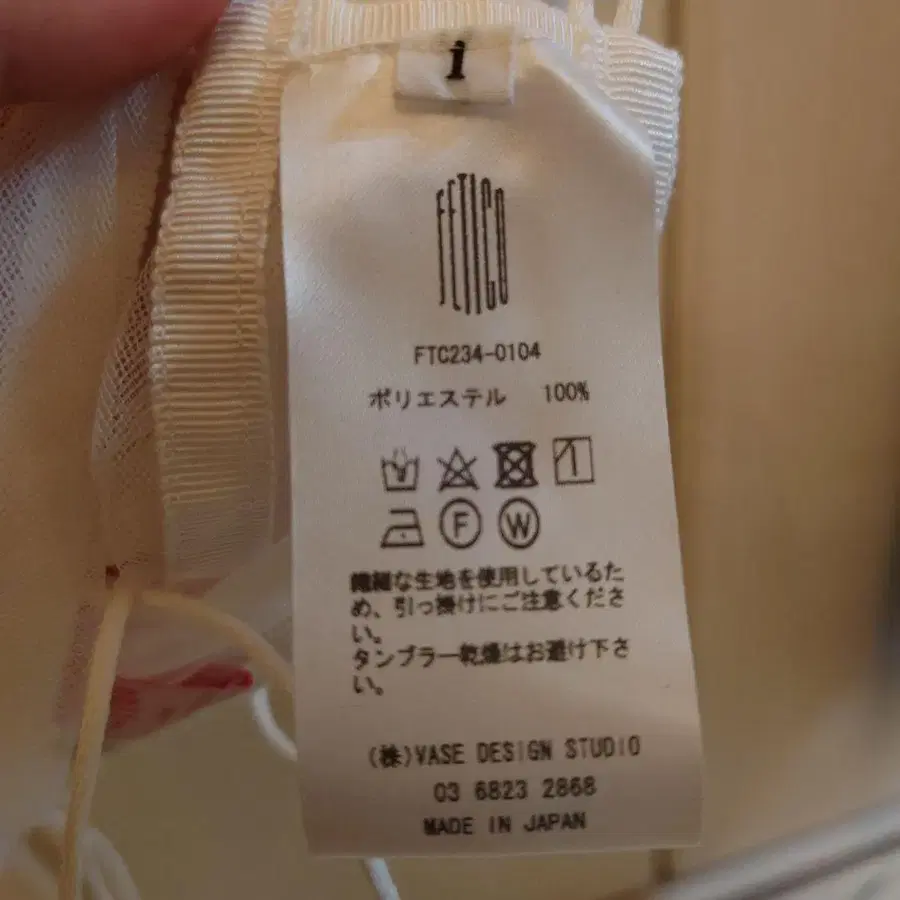 i
FETICO
FTC234-0104
ポリエステル 100%
F W
繊細な生地を使用しているた
め、引っ掛けにご注意くださ
い。
タンブラー乾燥はお避け下さ
い。
(株)VASE DESIGN STUDIO
03 6823 2868
MADE IN JAPAN